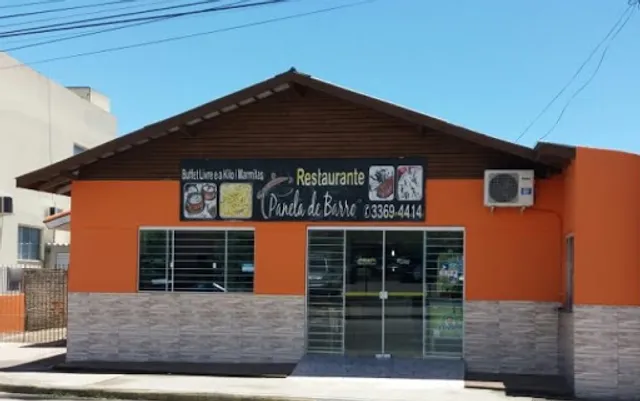 Buffet Livre e a Kilo | Marmitas
Restaurante
Panela de Barro
3369-4414